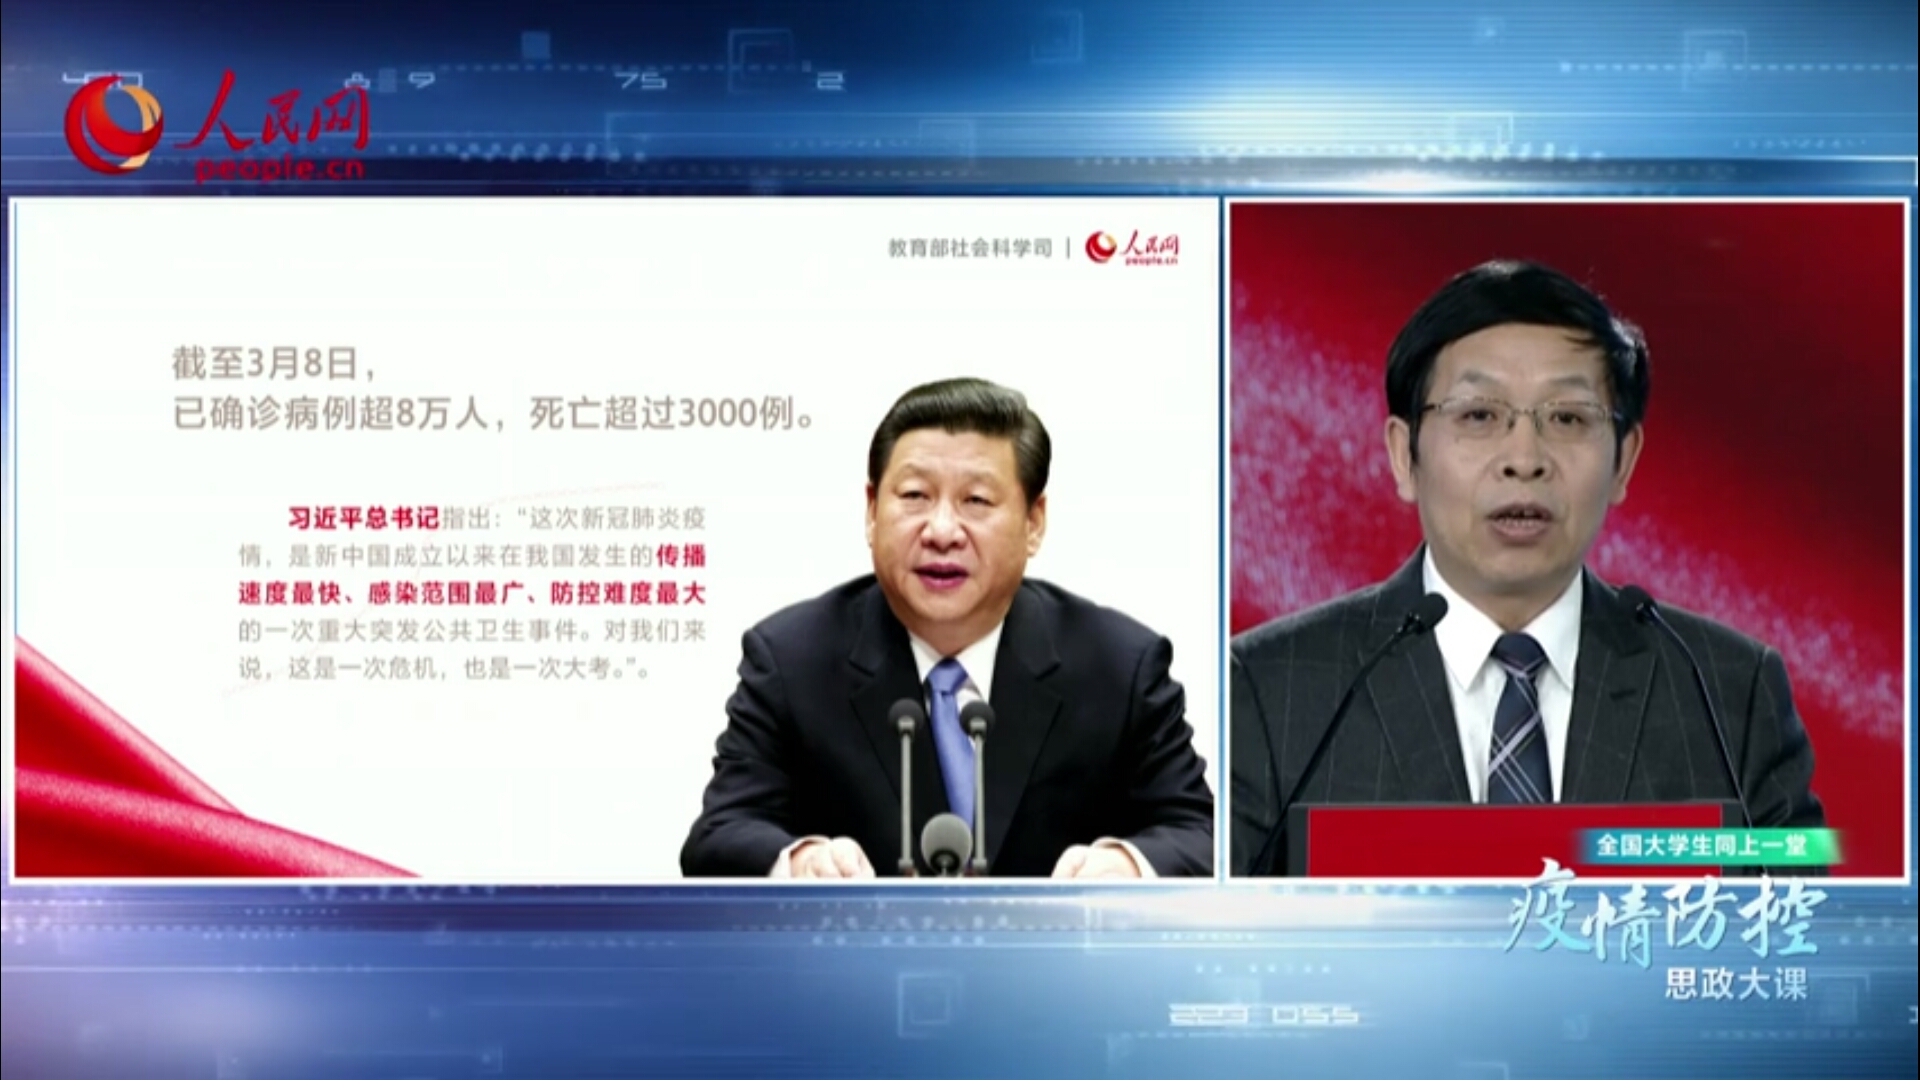 人民网
people.cn
教育部社会科学司 | 人民网
people.cn
截至3月8日，
已确诊病例超8万人，死亡超过3000例。
习近平总书记指出：“这次新冠肺炎疫
情，是新中国成立以来在我国发生的传播
速度最快、感染范围最广、防控难度最大
的一次重大突发公共卫生事件。对我们来
说，这是一次危机，也是一次大考。”。
全国大学生同上一堂
疫情防控
思政大课
75
2
223 055